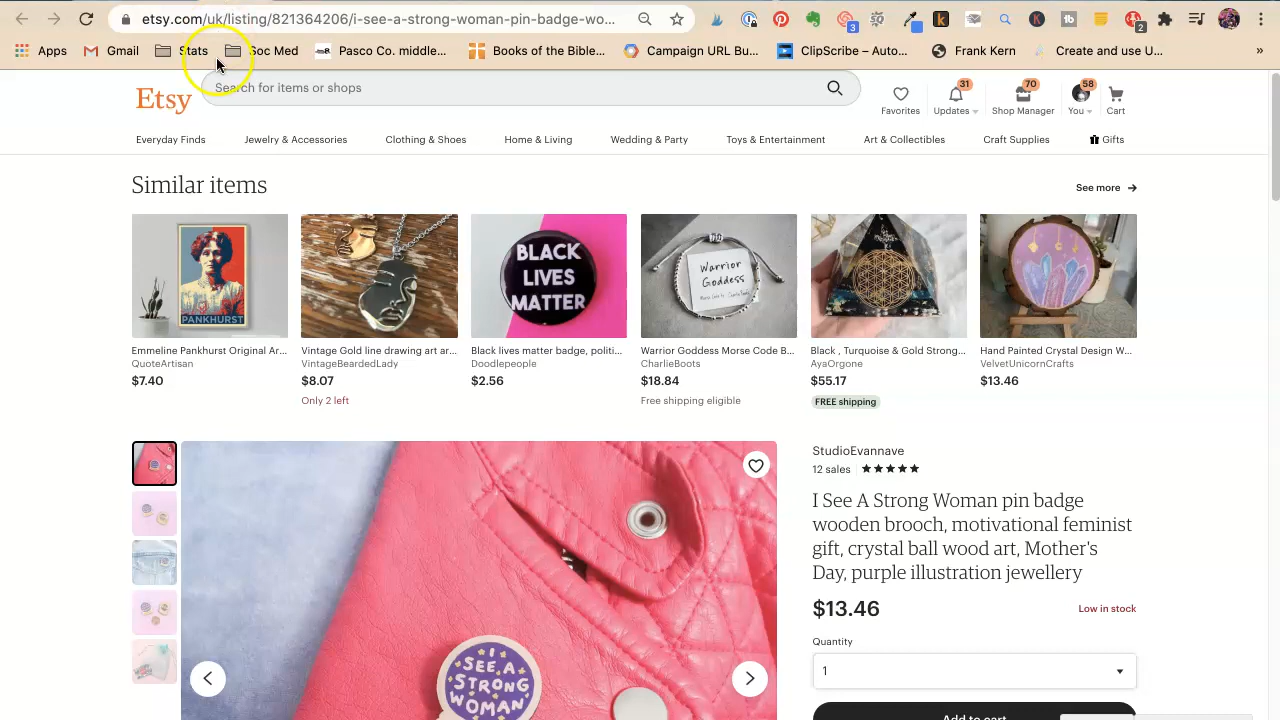 etsy.com/uk/listing/821364206/i-see-a-strong-woman-pin-badge-wo...
3
2
Apps Gmail Stats Soc Med Pasco Co. middle... Books of the Bible... Campaign URL Bu... ClipScribe – Auto... Frank Kern Create and use U... »
Etsy
Search for items or shops
31 70 58
Favorites Updates Shop Manager You Cart
Everyday Finds Jewelry & Accessories Clothing & Shoes Home & Living Wedding & Party Toys & Entertainment Art & Collectibles Craft Supplies Gifts
Similar items
See more
PANKHURST
BLACK
LIVES
MATTER
Warrior
Goddess
Emmeline Pankhurst Original Ar... Vintage Gold line drawing art ar... Black lives matter badge, politi... Warrior Goddess Morse Code B... Black , Turquoise & Gold Strong... Hand Painted Crystal Design W...
QuoteArtisan VintageBeardedLady Doodlepeople CharlieBoots AyaOrgone VelvetUnicornCrafts
$7.40 $8.07 $2.56 $18.84 $55.17 $13.46
Only 2 left Free shipping eligible FREE shipping
StudioEvannave
12 sales
I See A Strong Woman pin badge
wooden brooch, motivational feminist
gift, crystal ball wood art, Mother's
Day, purple illustration jewellery
$13.46 Low in stock
Quantity
1
Add to cart
I
SEE A
STRONG
WOMAN